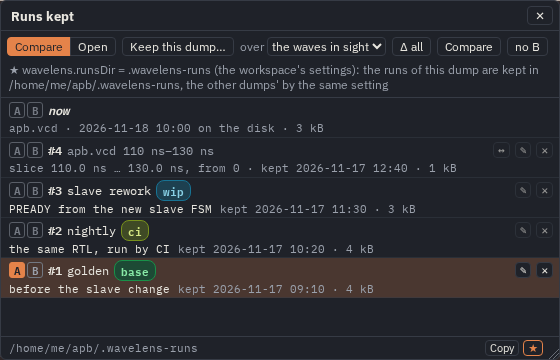 Runs kept ✕
Compare Open Keep this dump... over the waves in sight Δ all Compare no B
★ wavelens.runsDir = .wavelens-runs (the workspace's settings): the runs of this dump are kept in
/home/me/apb/.wavelens-runs, the other dumps' by the same setting
A B now
apb.vcd · 2026-11-18 10:00 on the disk · 3 kB
A B #4 apb.vcd 110 ns–130 ns ↔ ✎ ✕
slice 110.0 ns … 130.0 ns, from 0 · kept 2026-11-17 12:40 · 1 kB
A B #3 slave rework wip ✎ ✕
PREADY from the new slave FSM kept 2026-11-17 11:30 · 3 kB
A B #2 nightly ci ✎ ✕
the same RTL, run by CI kept 2026-11-17 10:20 · 4 kB
A B #1 golden base ✎ ✕
before the slave change kept 2026-11-17 09:10 · 4 kB
/home/me/apb/.wavelens-runs Copy ★